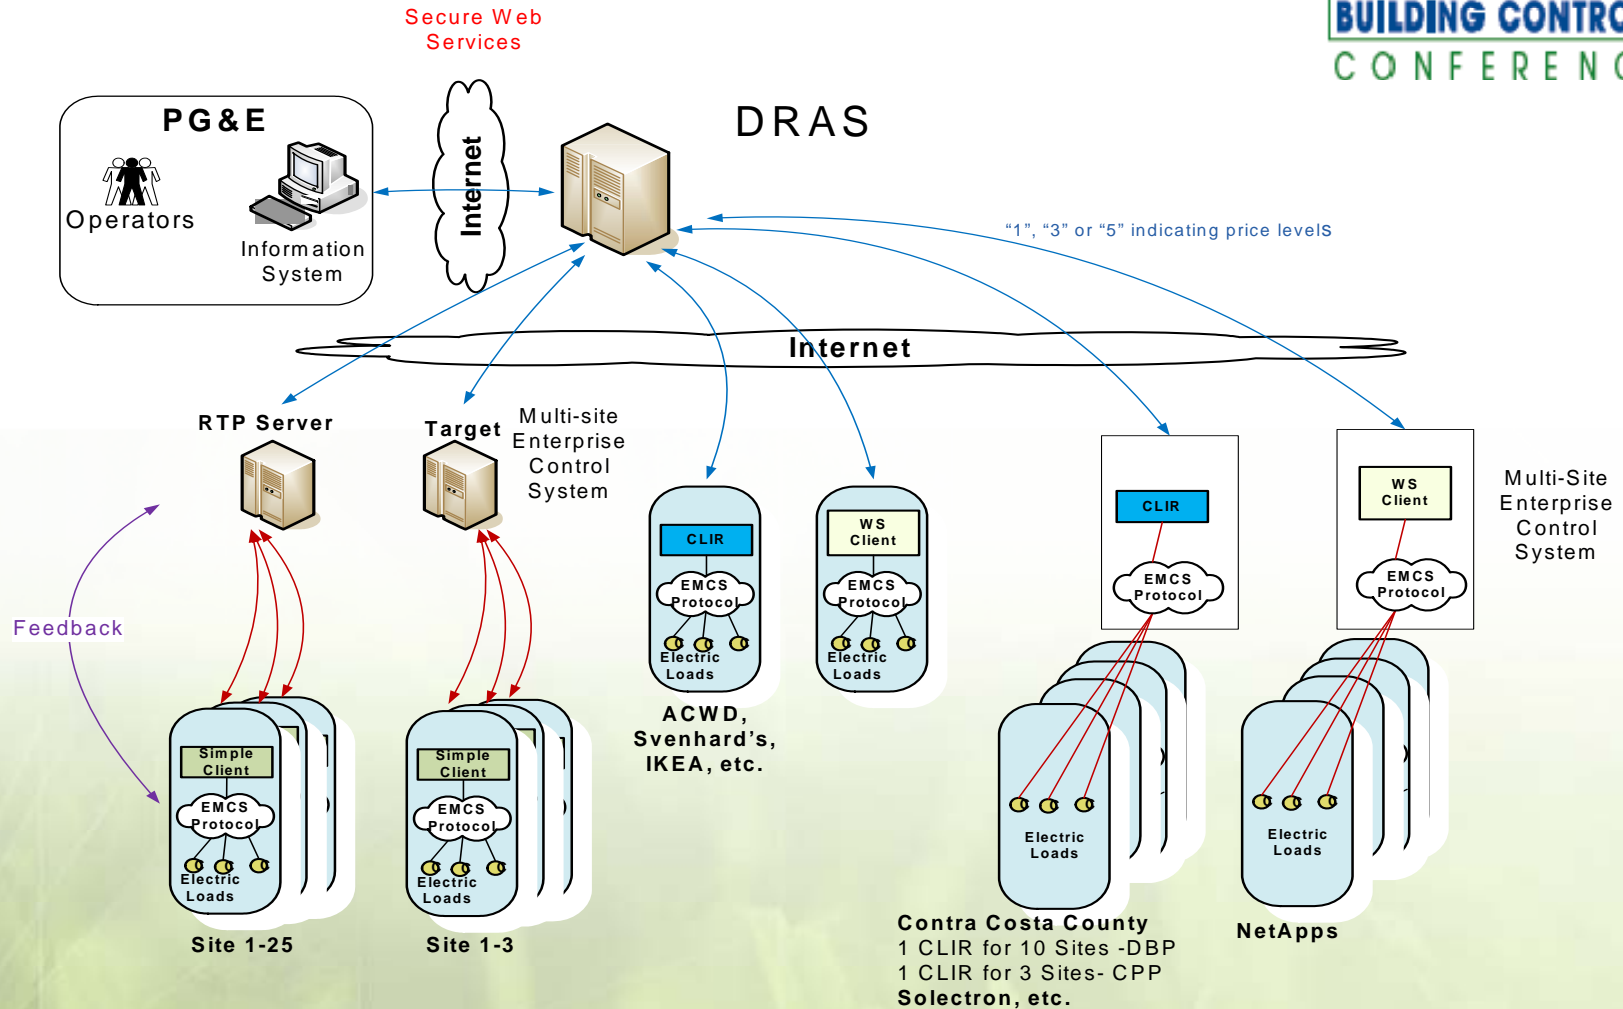 Secure Web
Services
BUILDING CONTRO
CONFERENC
PG&E
Operators
Information
System
Internet
DRAS
"1", "3" or "5" indicating price levels
Internet
RTP Server
Target
Multi-site
Enterprise
Control
System
CLIR
EMCS
Protocol
Electric
Loads
ACWD,
Svenhard's,
IKEA, etc.
WS
Client
EMCS
Protocol
Electric
Loads
CLIR
EMCS
Protocol
WS
Client
EMCS
Protocol
Multi-Site
Enterprise
Control
System
Feedback
Simple
Client
EMCS
Protocol
Electric
Loads
Site 1-25
Simple
Client
EMCS
Protocol
Electric
Loads
Site 1-3
Electric
Loads
Contra Costa County
1 CLIR for 10 Sites -DBP
1 CLIR for 3 Sites- CPP
Solectron, etc.
Electric
Loads
NetApps